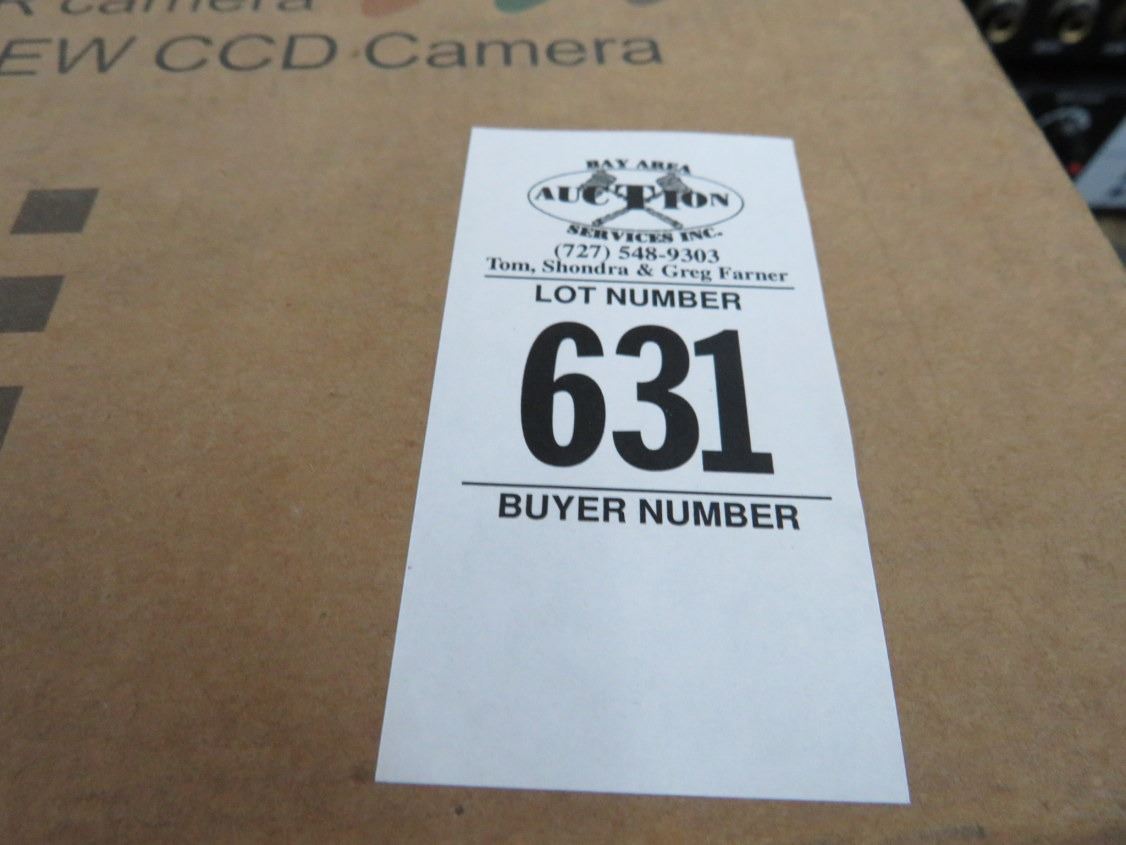 R camera
EW CCD Camera
BAY AREA
AUCTION
SERVICES INC.
(727) 548-9303
Tom, Shondra & Greg Farner
LOT NUMBER
631
BUYER NUMBER